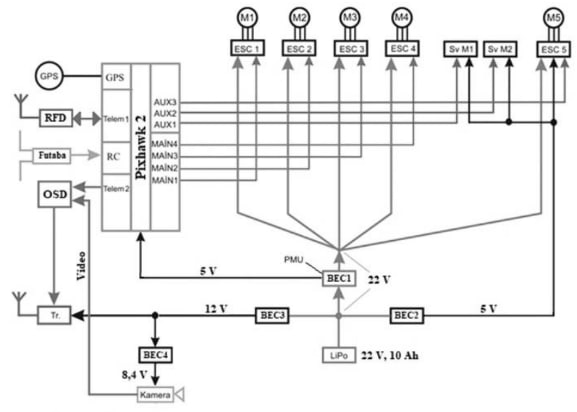 M1
M2
M3
M4
M5
ESC 1
ESC 2
ESC 3
ESC 4
Sv M1
Sv M2
ESC 5
GPS
GPS
RFD
Telem1
Futaba
RC
OSD
Telem2
Pixhawk 2
AUX3
AUX2
AUX1
MAİN4
MAİN3
MAİN2
MAİN1
Video
PMU
5 V
BEC1
22 V
Tr.
12 V
BEC3
BEC2
5 V
BEC4
LiPo
22 V, 10 Ah
8,4 V
Kamera